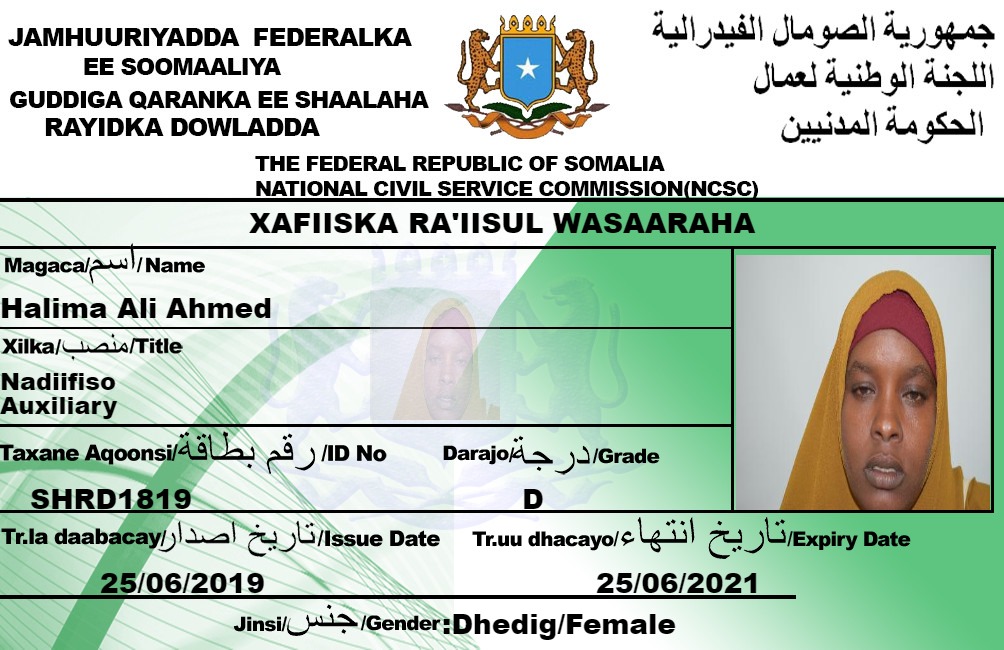 JAMHUURIYADDA FEDERALKA
EE SOOMAALIYA
GUDDIGA QARANKA EE SHAALAHA
RAYIDKA DOWLADDA
جمهورية الصومال الفيدرالية
اللجنة الوطنية لعمال
الحكومة المدنيين
THE FEDERAL REPUBLIC OF SOMALIA
NATIONAL CIVIL SERVICE COMMISSION(NCSC)
XAFIISKA RA'IISUL WASAARAHA
Magaca/اسم/Name
Halima Ali Ahmed
Xilka/منصب/Title
Nadiifiso
Auxiliary
Taxane Aqoonsi/رقم بطاقة/ID No
SHRD1819
Darajo/درجة/Grade
D
Tr.la daabacay/تاريخ اصدار/Issue Date
25/06/2019
Tr.uu dhacayo/تاريخ انتهاء/Expiry Date
25/06/2021
Jinsi/جنس/Gender:Dhedig/Female